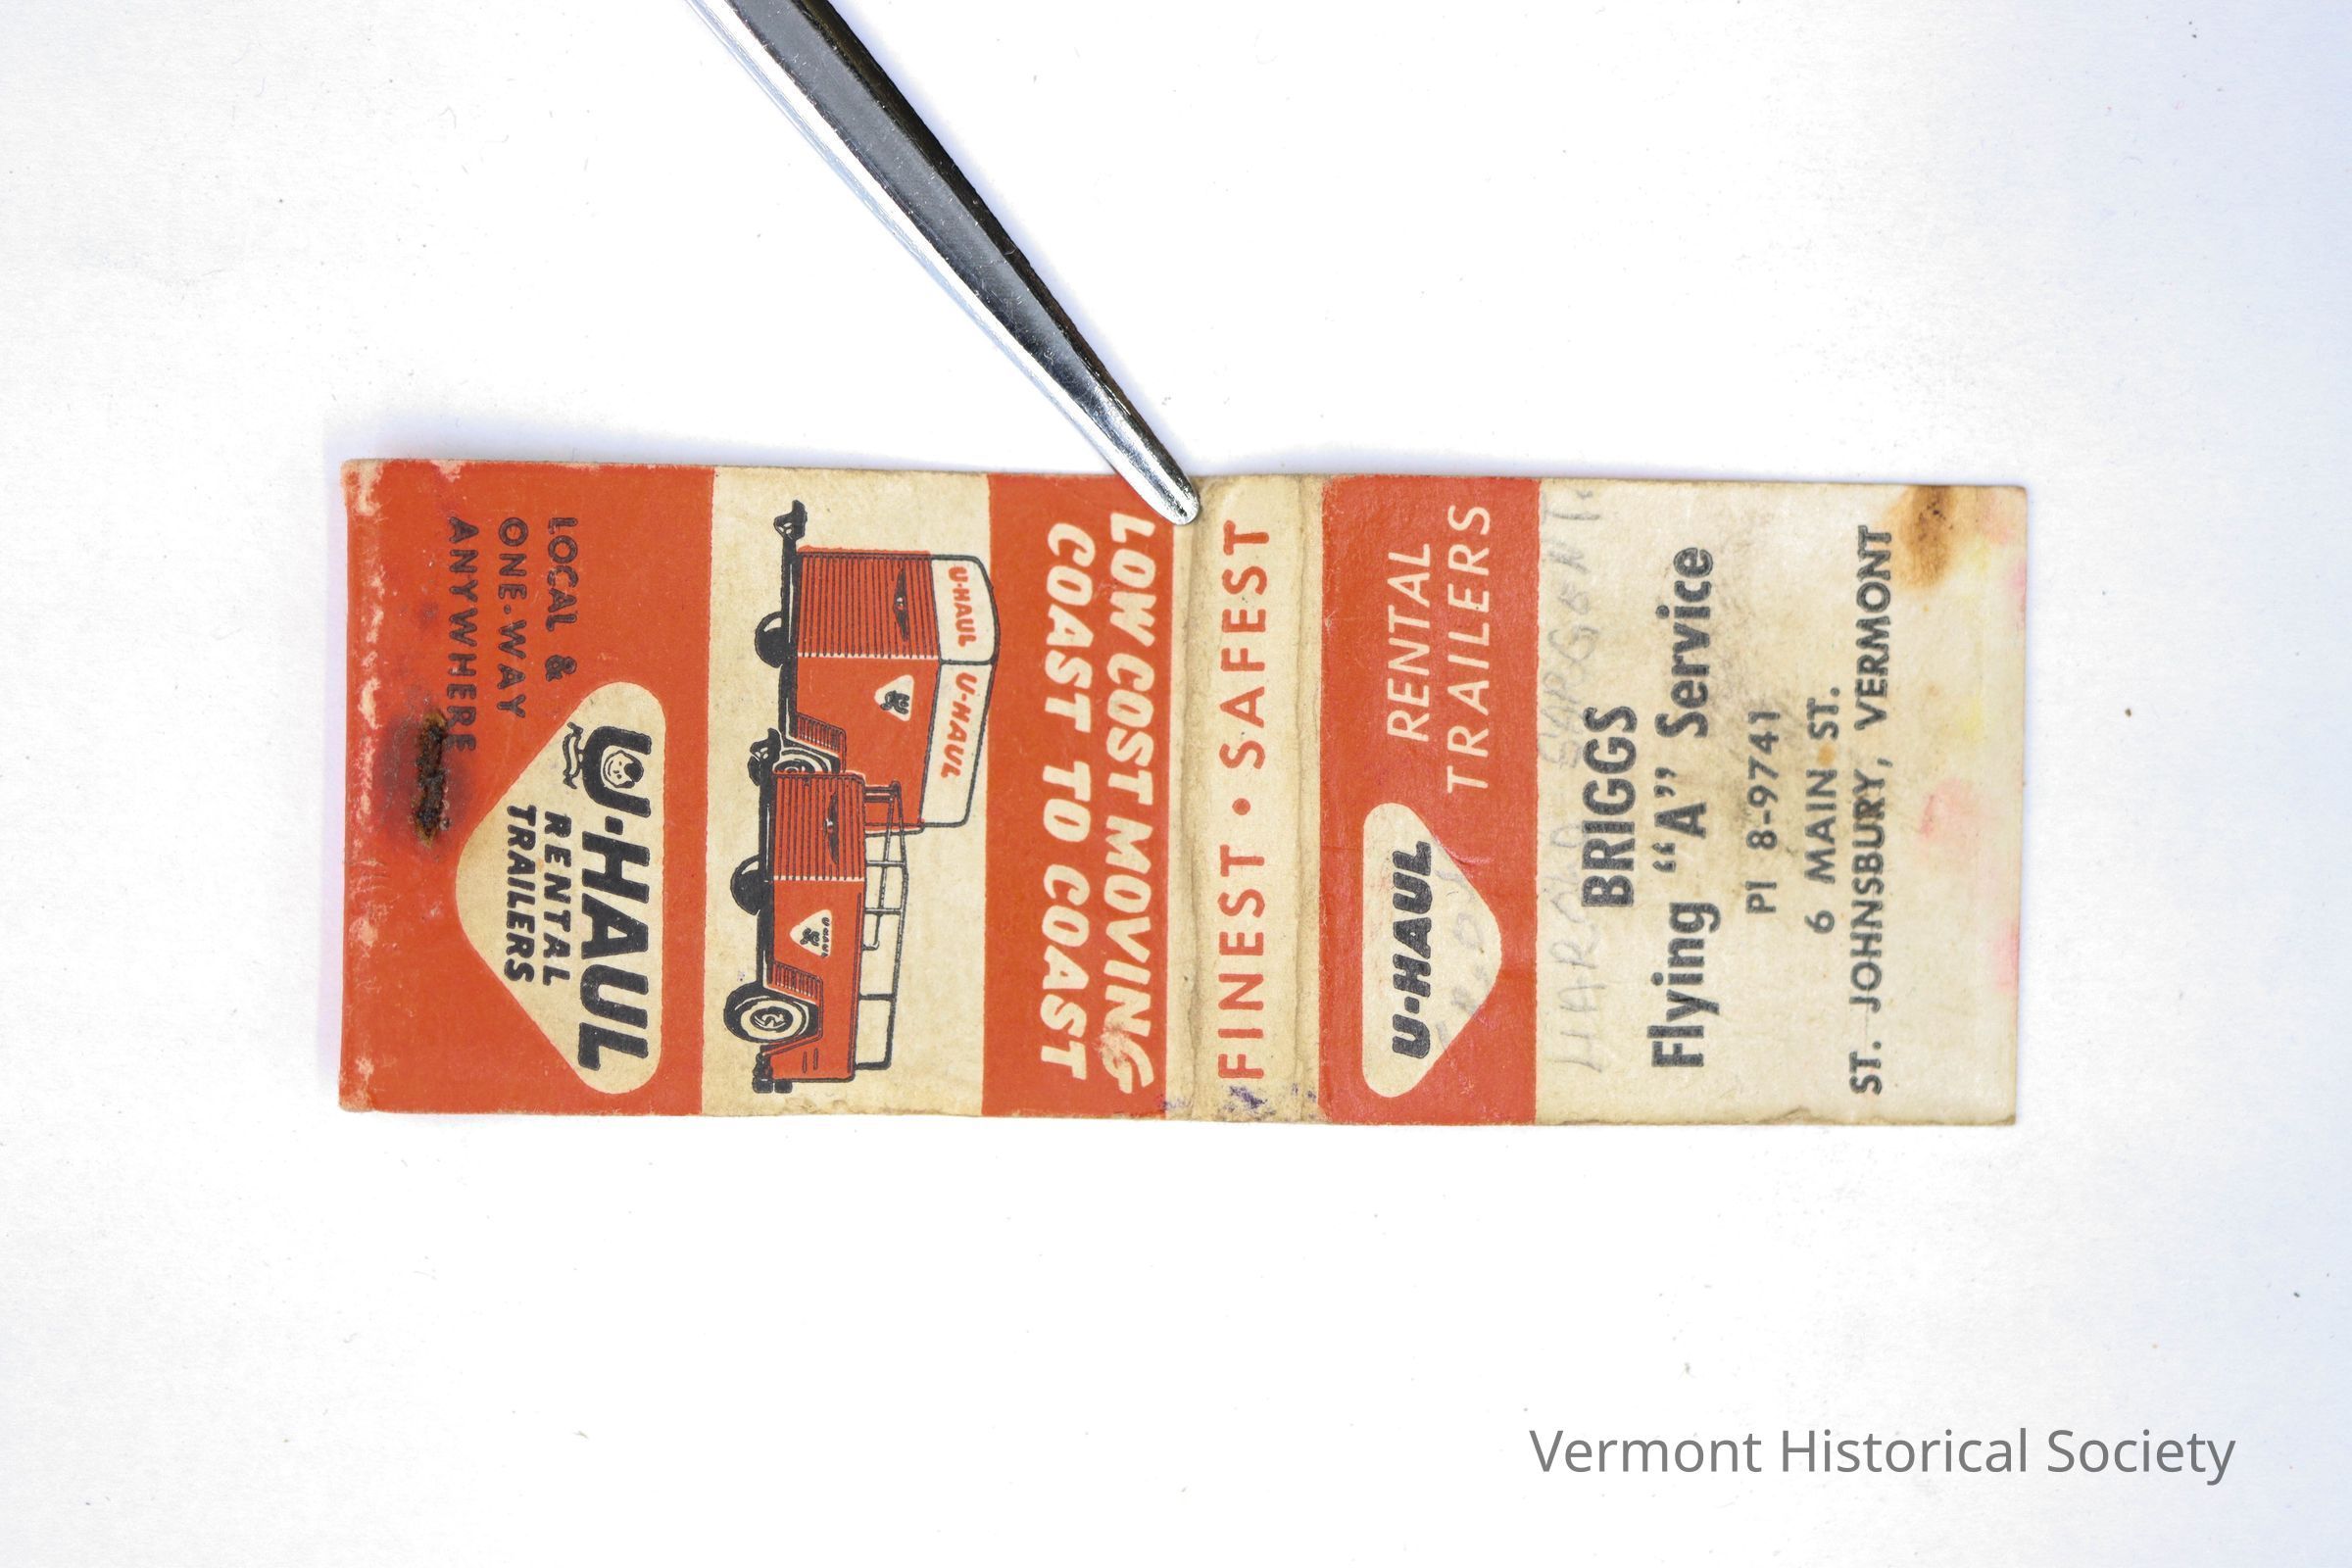 LOW COST MOVING
COAST TO COAST
U-HAUL
U-HAUL
U-HAUL
U-HAUL
RENTAL
TRAILERS
LOCAL &
ONE-WAY
ANYWHERE
FINEST • SAFEST
U-HAUL
RENTAL
TRAILERS
HAROLD
BRIGGS
Flying “A” Service
PI 8-9741
6 MAIN ST.
ST. JOHNSBURY, VERMONT
Vermont Historical Society